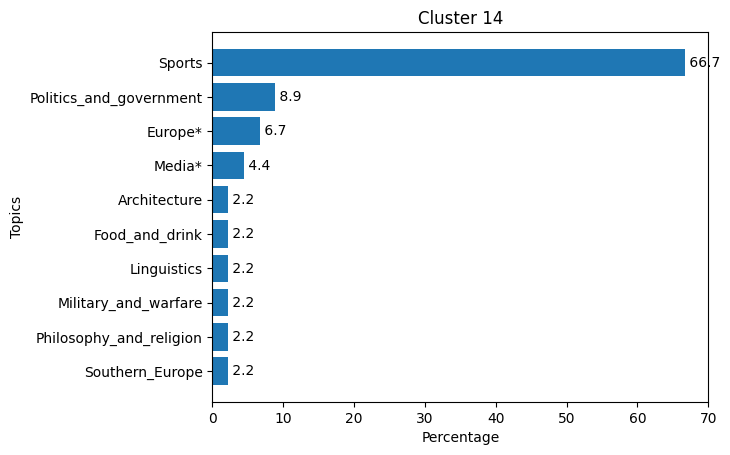 Cluster 14
Topics
Sports 66.7
Politics_and_government 8.9
Europe* 6.7
Media* 4.4
Architecture 2.2
Food_and_drink 2.2
Linguistics 2.2
Military_and_warfare 2.2
Philosophy_and_religion 2.2
Southern_Europe 2.2
0 10 20 30 40 50 60 70
Percentage